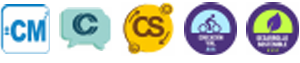 ±CM
C
CS
EDUCACIÓN
VIAL
DESARROLLO
SOSTENIBLE